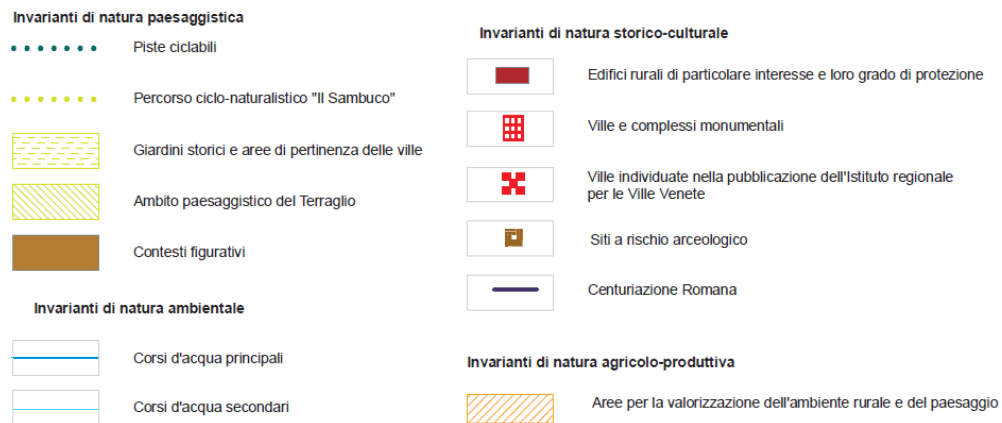 Invarianti di natura paesaggistica
Piste ciclabili
Percorso ciclo-naturalistico "Il Sambuco"
Giardini storici e aree di pertinenza delle ville
Ambito paesaggistico del Terraglio
Contesti figurativi
Invarianti di natura ambientale
Corsi d'acqua principali
Corsi d'acqua secondari
Invarianti di natura storico-culturale
Edifici rurali di particolare interesse e loro grado di protezione
Ville e complessi monumentali
Ville individuate nella pubblicazione dell'Istituto regionale
per le Ville Venete
Siti a rischio arceologico
Centuriazione Romana
Invarianti di natura agricolo-produttiva
Aree per la valorizzazione dell'ambiente rurale e del paesaggio